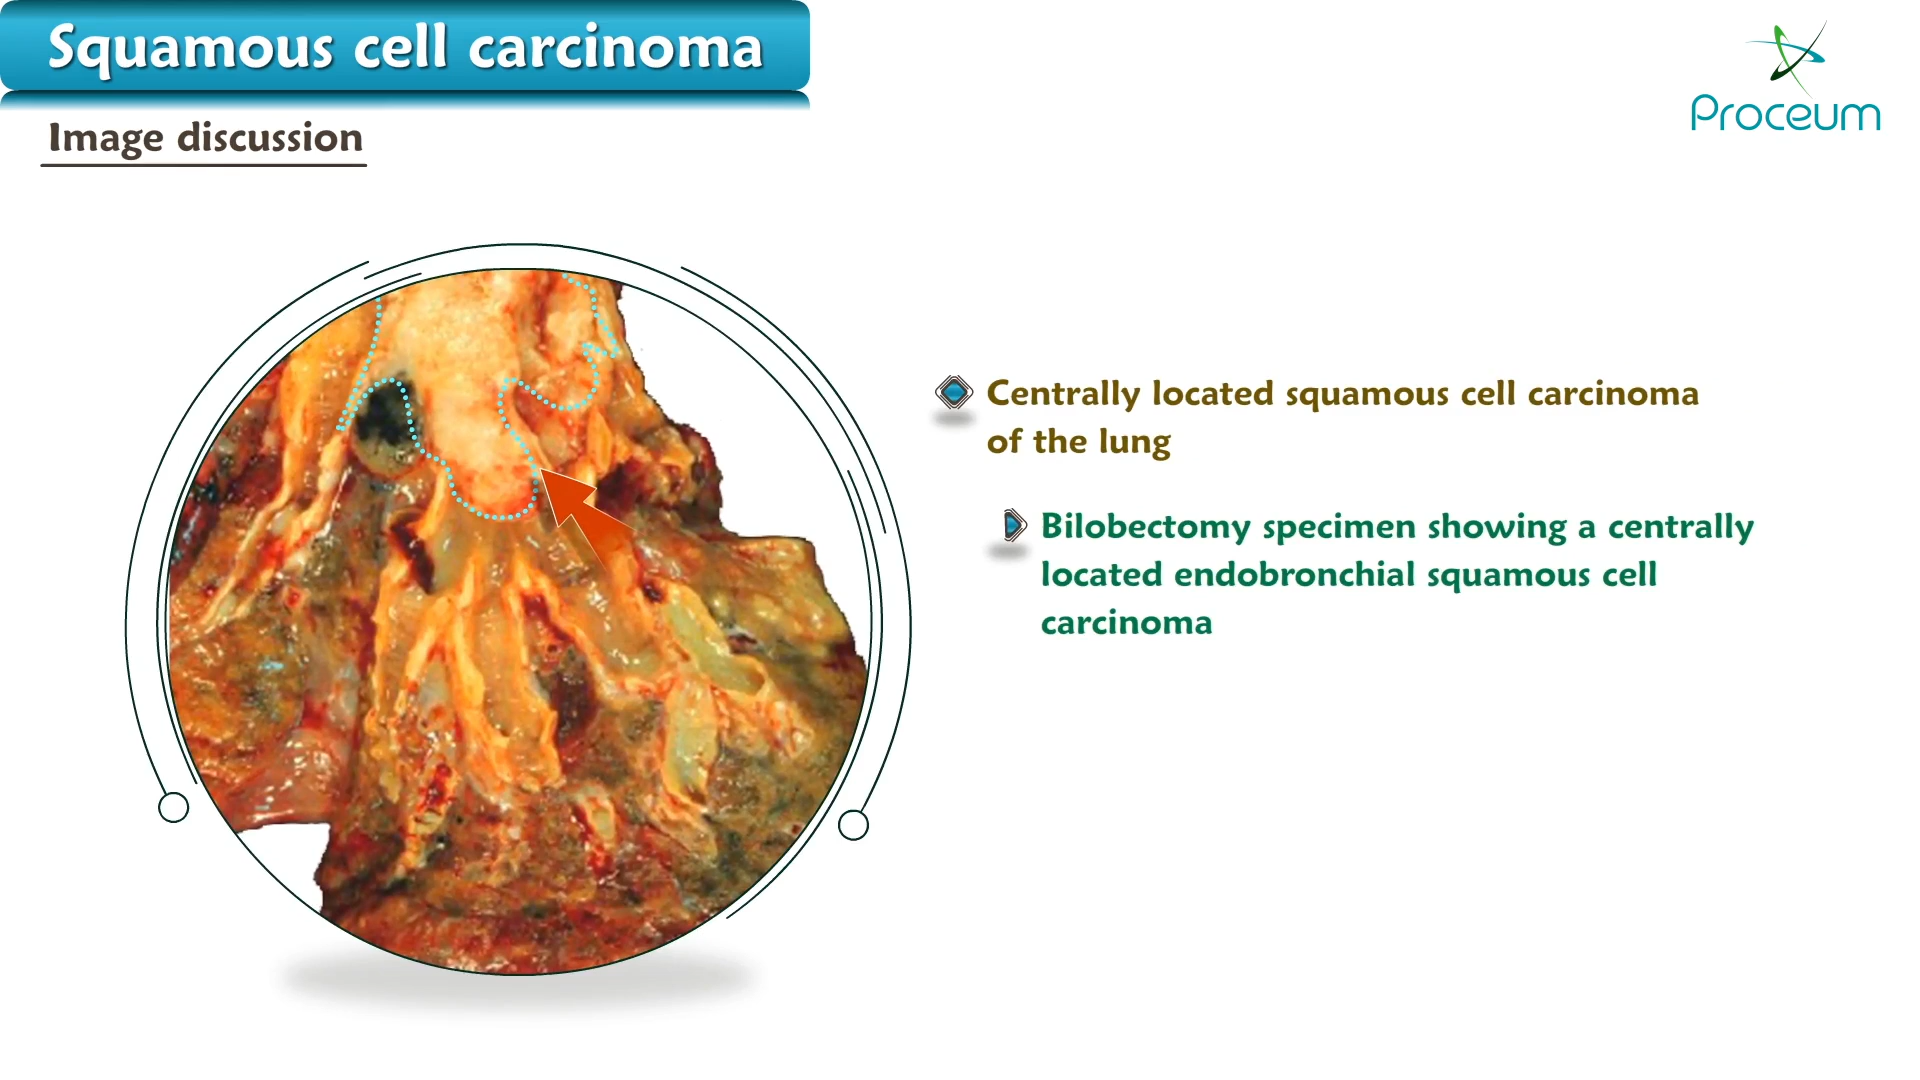 Squamous cell carcinoma
Proceum
Image discussion
Centrally located squamous cell carcinoma
of the lung
Bilobectomy specimen showing a centrally
located endobronchial squamous cell
carcinoma